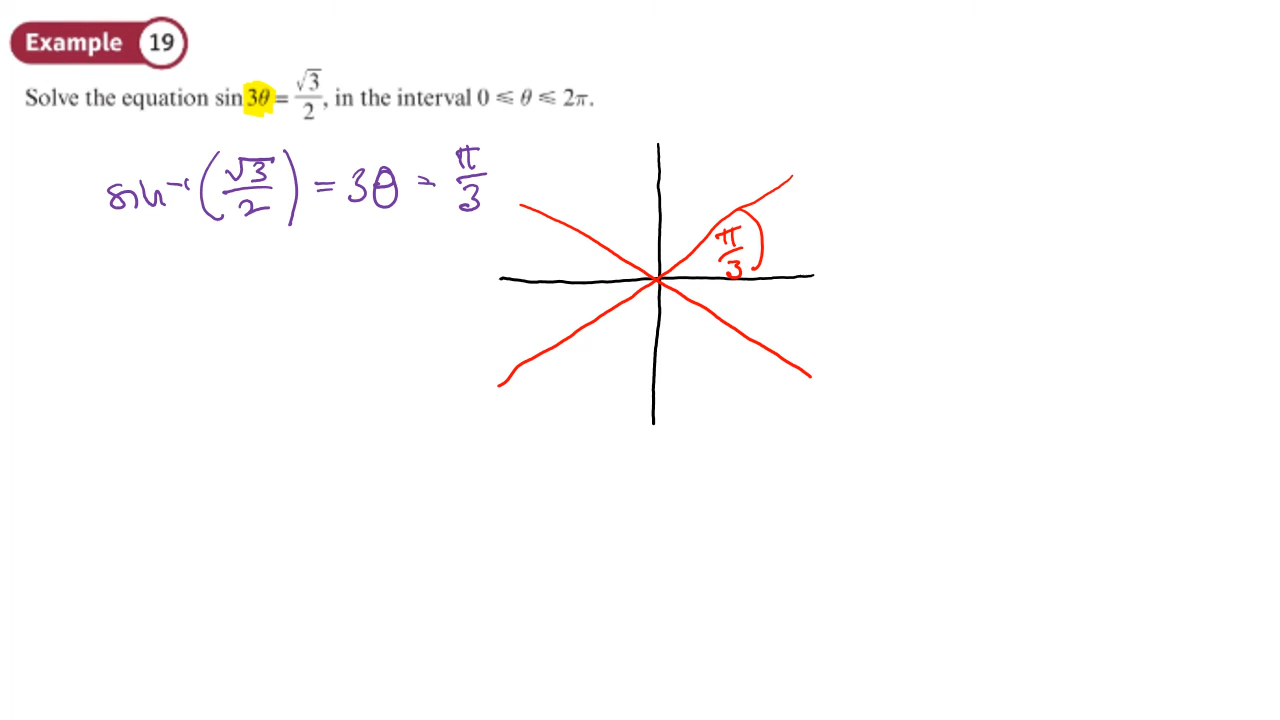 Example 19
Solve the equation sin 3θ = √3/2, in the interval 0 ⩽ θ ⩽ 2π.
sin⁻¹(√3/2) = 3θ = π/3
π/3